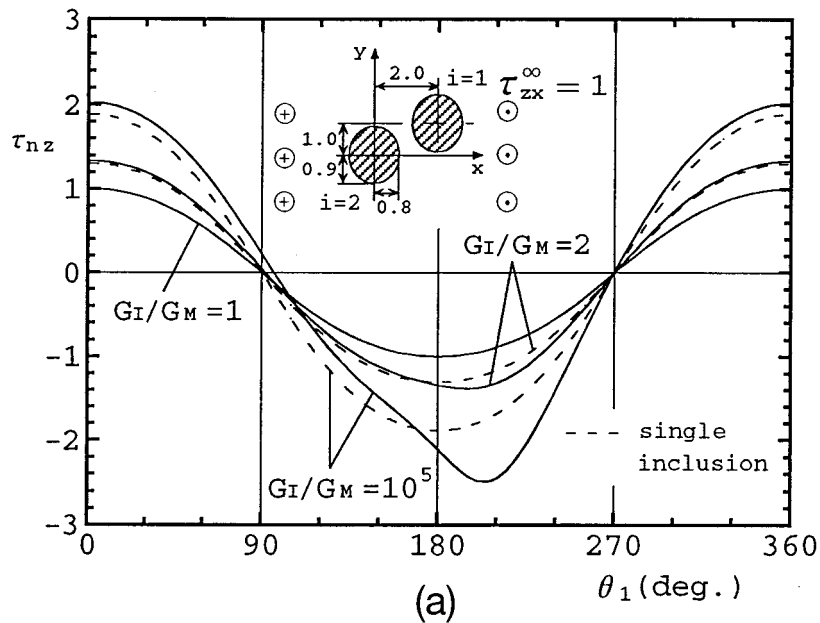 3
2
1
0
-1
-2
-3
τnz
0 90 180 270 360
θ1(deg.)
Y
2.0
i=1
τ∞zx=1
1.0
0.9
x
i=2
0.8
GI/GM=2
GI/GM=1
GI/GM=10^5
single
inclusion
(a)